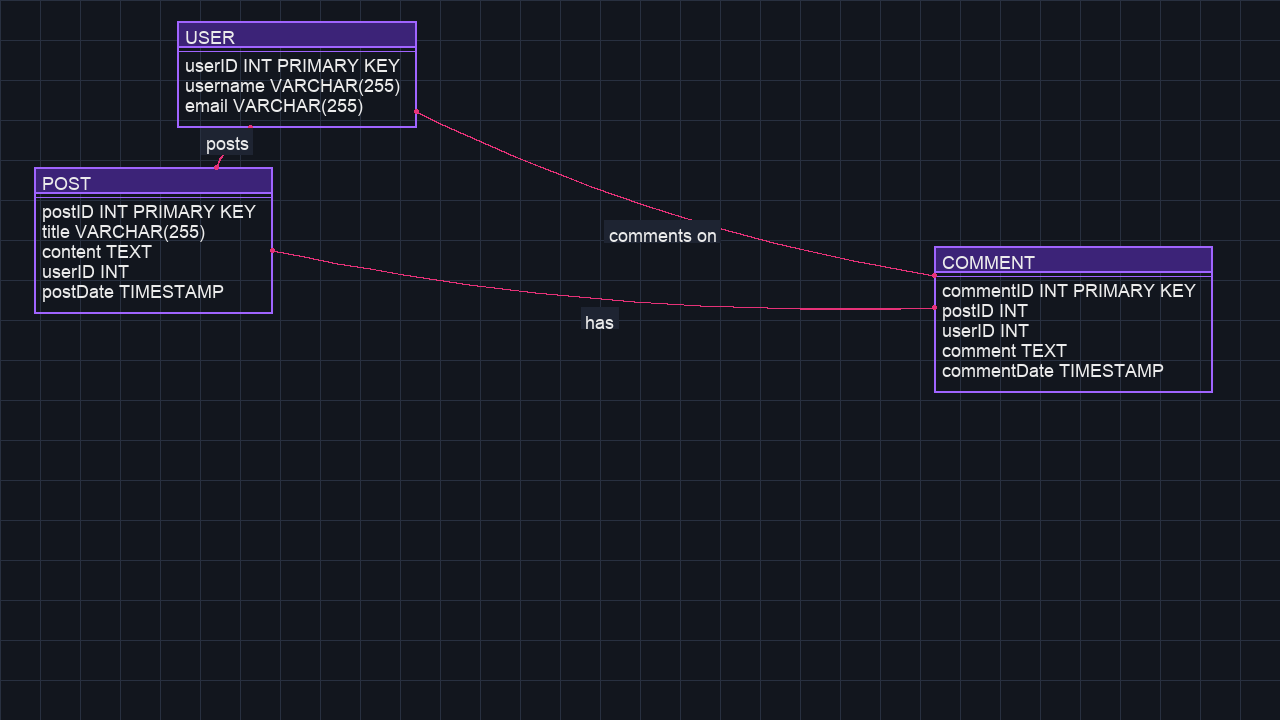 USER
userID INT PRIMARY KEY
username VARCHAR(255)
email VARCHAR(255)
posts
POST
postID INT PRIMARY KEY
title VARCHAR(255)
content TEXT
userID INT
postDate TIMESTAMP
comments on
has
COMMENT
commentID INT PRIMARY KEY
postID INT
userID INT
comment TEXT
commentDate TIMESTAMP